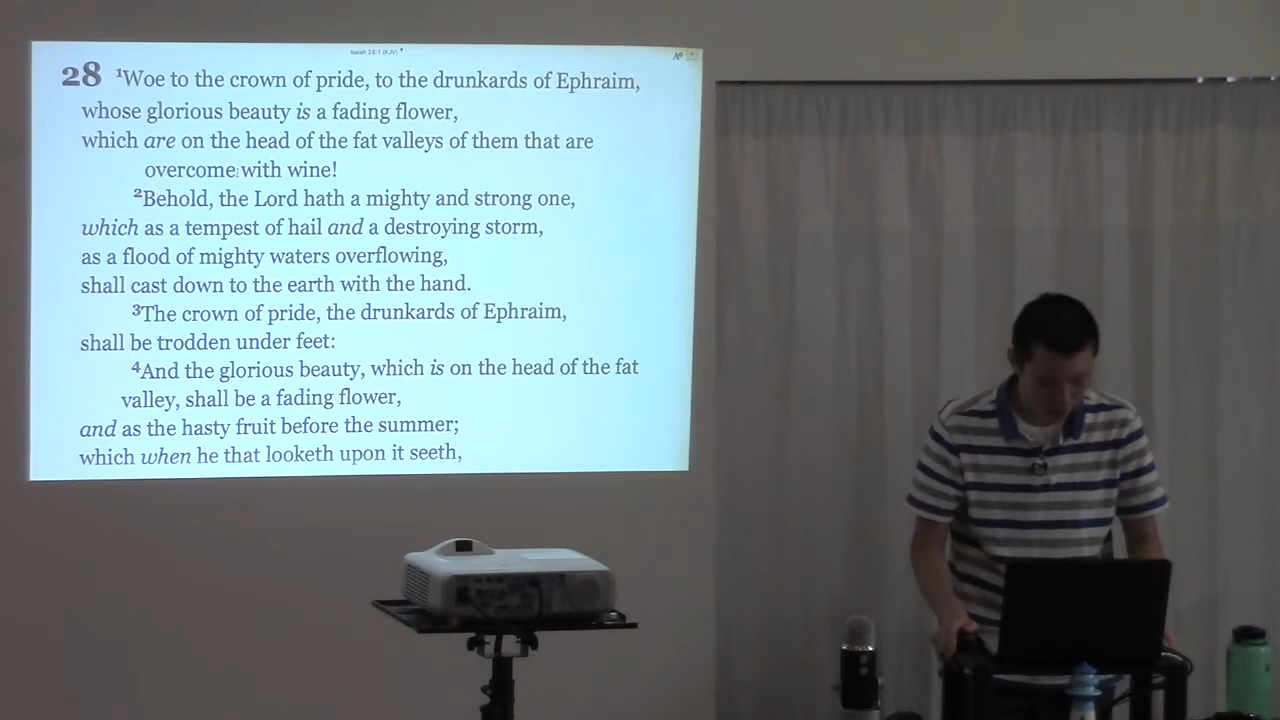 Isaiah 28:1 (KJV)
28 1Woe to the crown of pride, to the drunkards of Ephraim,
whose glorious beauty is a fading flower,
which are on the head of the fat valleys of them that are
overcome with wine!
2Behold, the Lord hath a mighty and strong one,
which as a tempest of hail and a destroying storm,
as a flood of mighty waters overflowing,
shall cast down to the earth with the hand.
3The crown of pride, the drunkards of Ephraim,
shall be trodden under feet:
4And the glorious beauty, which is on the head of the fat
valley, shall be a fading flower,
and as the hasty fruit before the summer;
which when he that looketh upon it seeth,